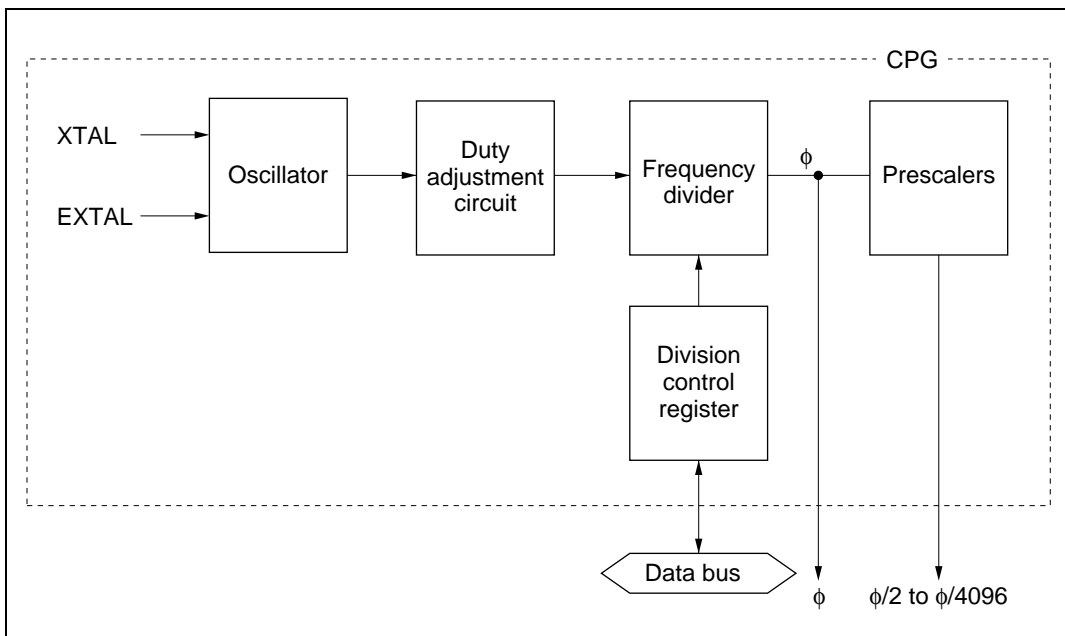 CPG
XTAL
EXTAL
Oscillator
Duty
adjustment
circuit
Frequency
divider
ϕ
Prescalers
Division
control
register
Data bus
ϕ
ϕ/2 to ϕ/4096